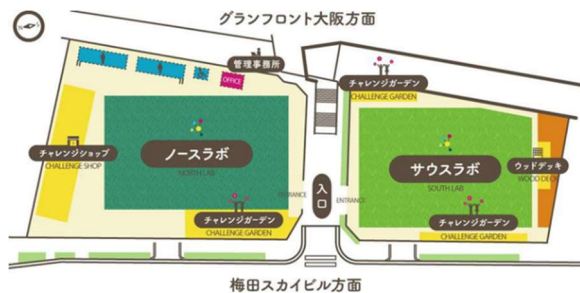 グランフロント大阪方面
N
S
管理事務所
OFFICE
チャレンジガーデン
CHALLENGE GARDEN
チャレンジショップ
CHALLENGE SHOP
ノースラボ
NORTH LAB
サウスラボ
SOUTH LAB
ウッドデッキ
WOOD DECK
入口
ENTRANCE
ENTRANCE
チャレンジガーデン
CHALLENGE GARDEN
チャレンジガーデン
CHALLENGE GARDEN
梅田スカイビル方面